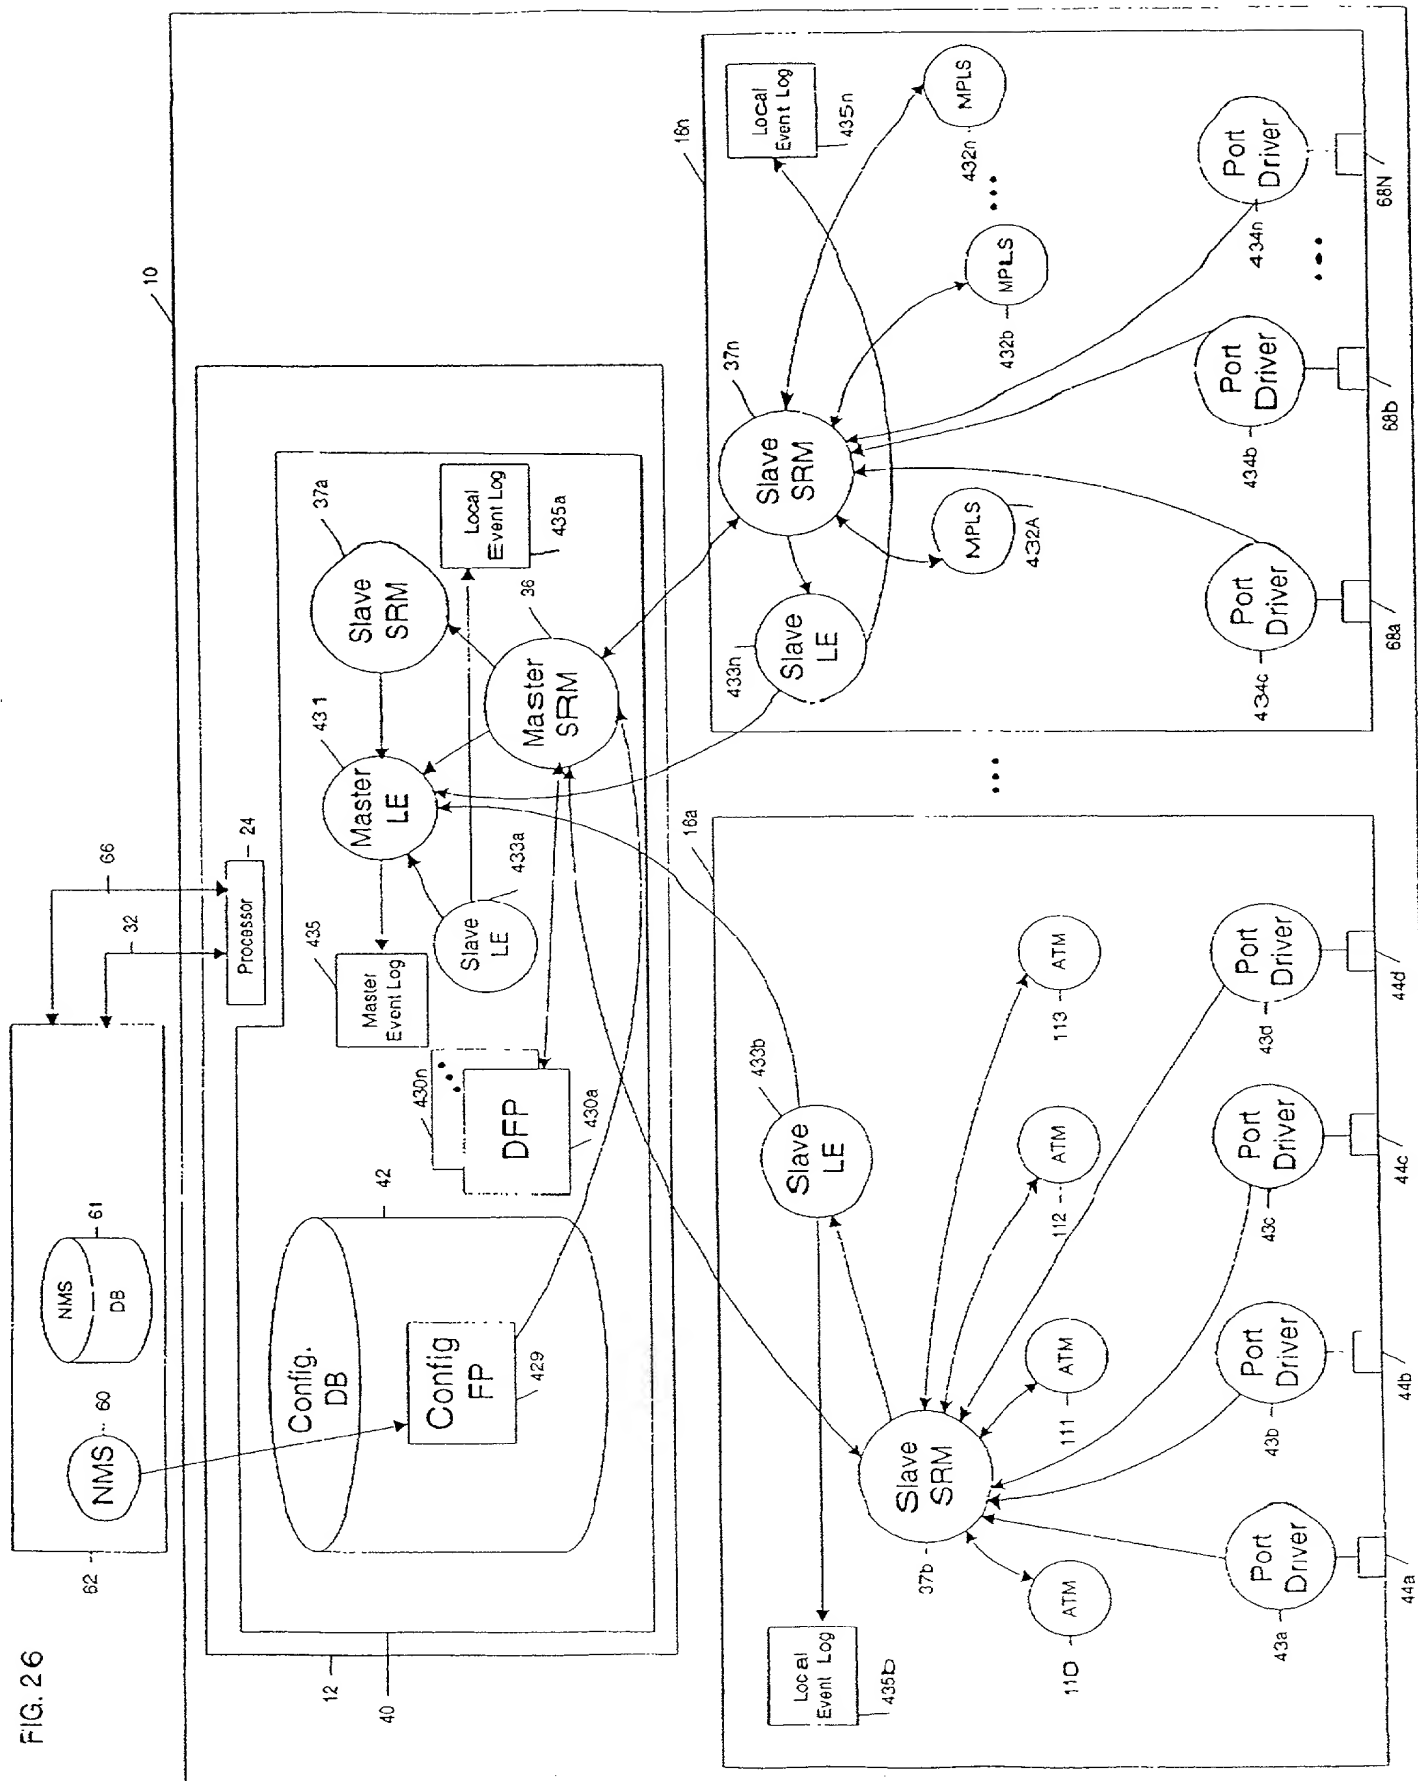 FIG. 26
62
NMS
60
NMS
DB
61
32
66
10
12
40
Processor
24
Config.
DB
42
Config
FP
429
DFP
430a
430n
Master
Event Log
435
Slave
LE
433a
Master
LE
431
Slave
SRM
37a
Local
Event Log
435a
Master
SRM
36
16a
Local
Event Log
435b
Slave
LE
433b
Slave
SRM
37b
ATM
110
ATM
111
ATM
112
ATM
113
Port
Driver
43a
Port
Driver
43b
Port
Driver
43c
Port
Driver
43d
44a
44b
44c
44d
16n
Slave
LE
433n
Slave
SRM
37n
Local
Event Log
435n
MPLS
432A
MPLS
432b
MPLS
432n
Port
Driver
434c
Port
Driver
434b
Port
Driver
434n
68a
68b
68N